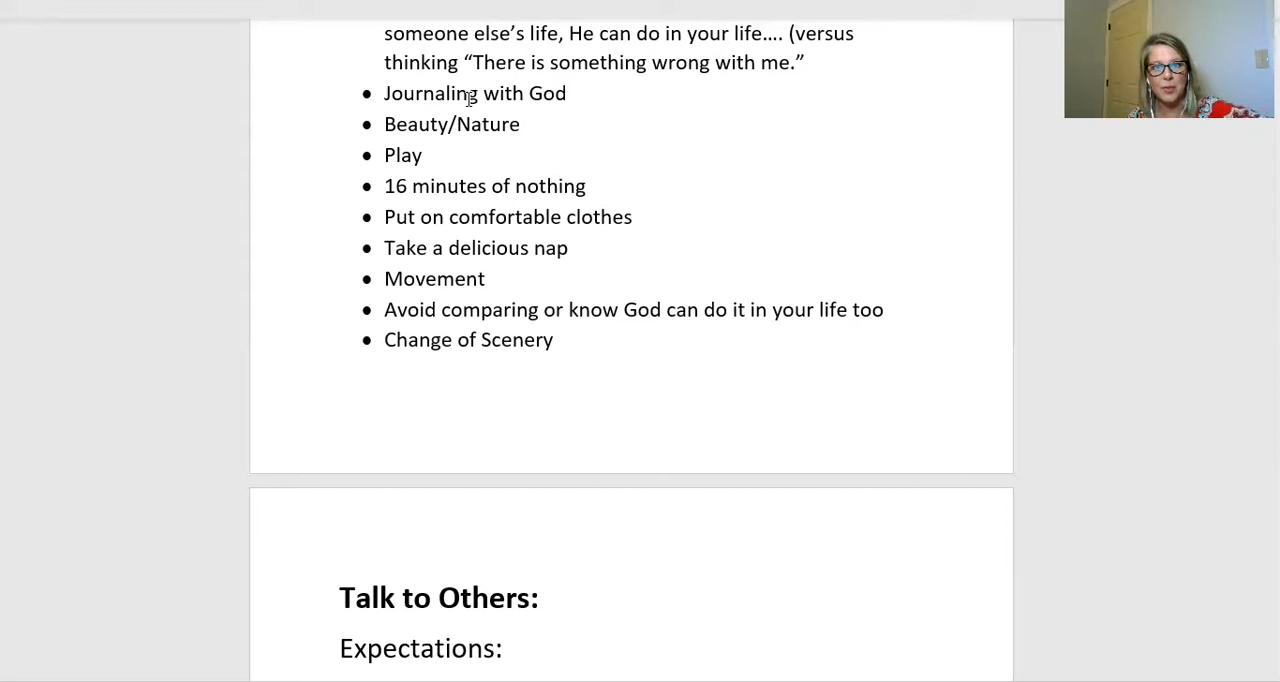 someone else’s life, He can do in your life…. (versus
thinking “There is something wrong with me.”
• Journaling with God
• Beauty/Nature
• Play
• 16 minutes of nothing
• Put on comfortable clothes
• Take a delicious nap
• Movement
• Avoid comparing or know God can do it in your life too
• Change of Scenery
Talk to Others:
Expectations: